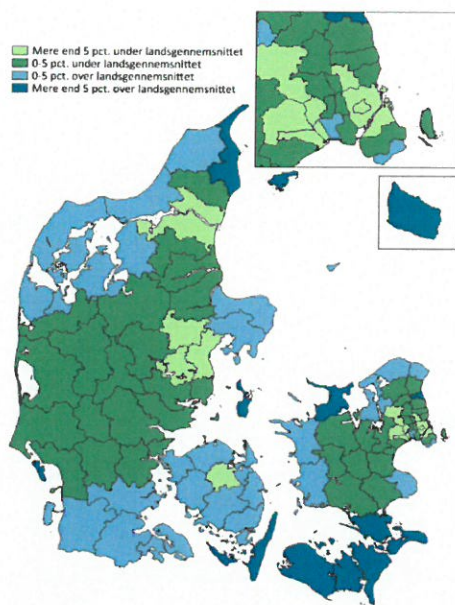 Mere end 5 pct. under landsgennemsnittet
0-5 pct. under landsgennemsnittet
0-5 pct. over landsgennemsnittet
Mere end 5 pct. over landsgennemsnittet